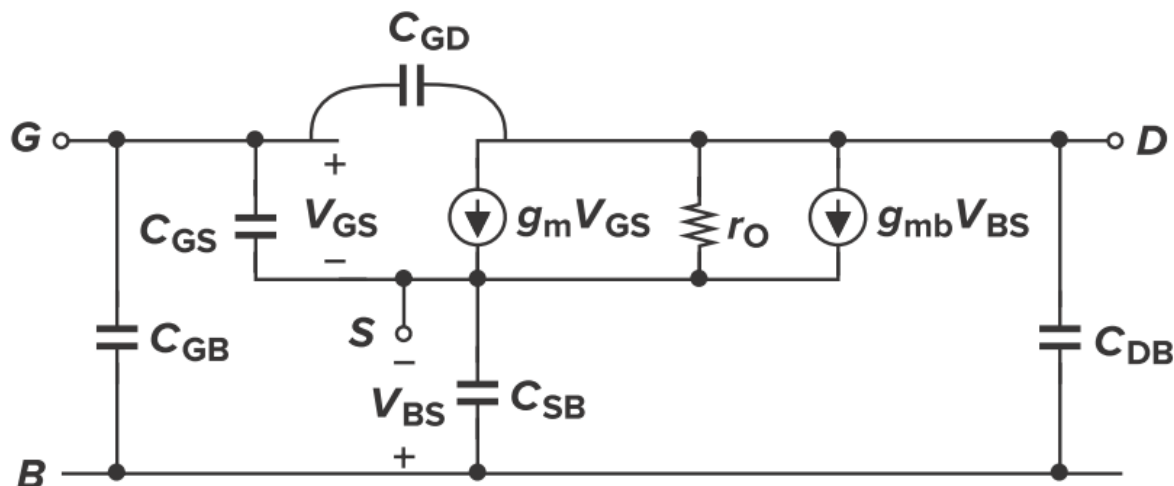 C_GD
G
D
+
C_GS
V_GS
g_mV_GS
r_O
g_mbV_BS
−
S
C_GB
−
C_DB
V_BS
C_SB
+
B